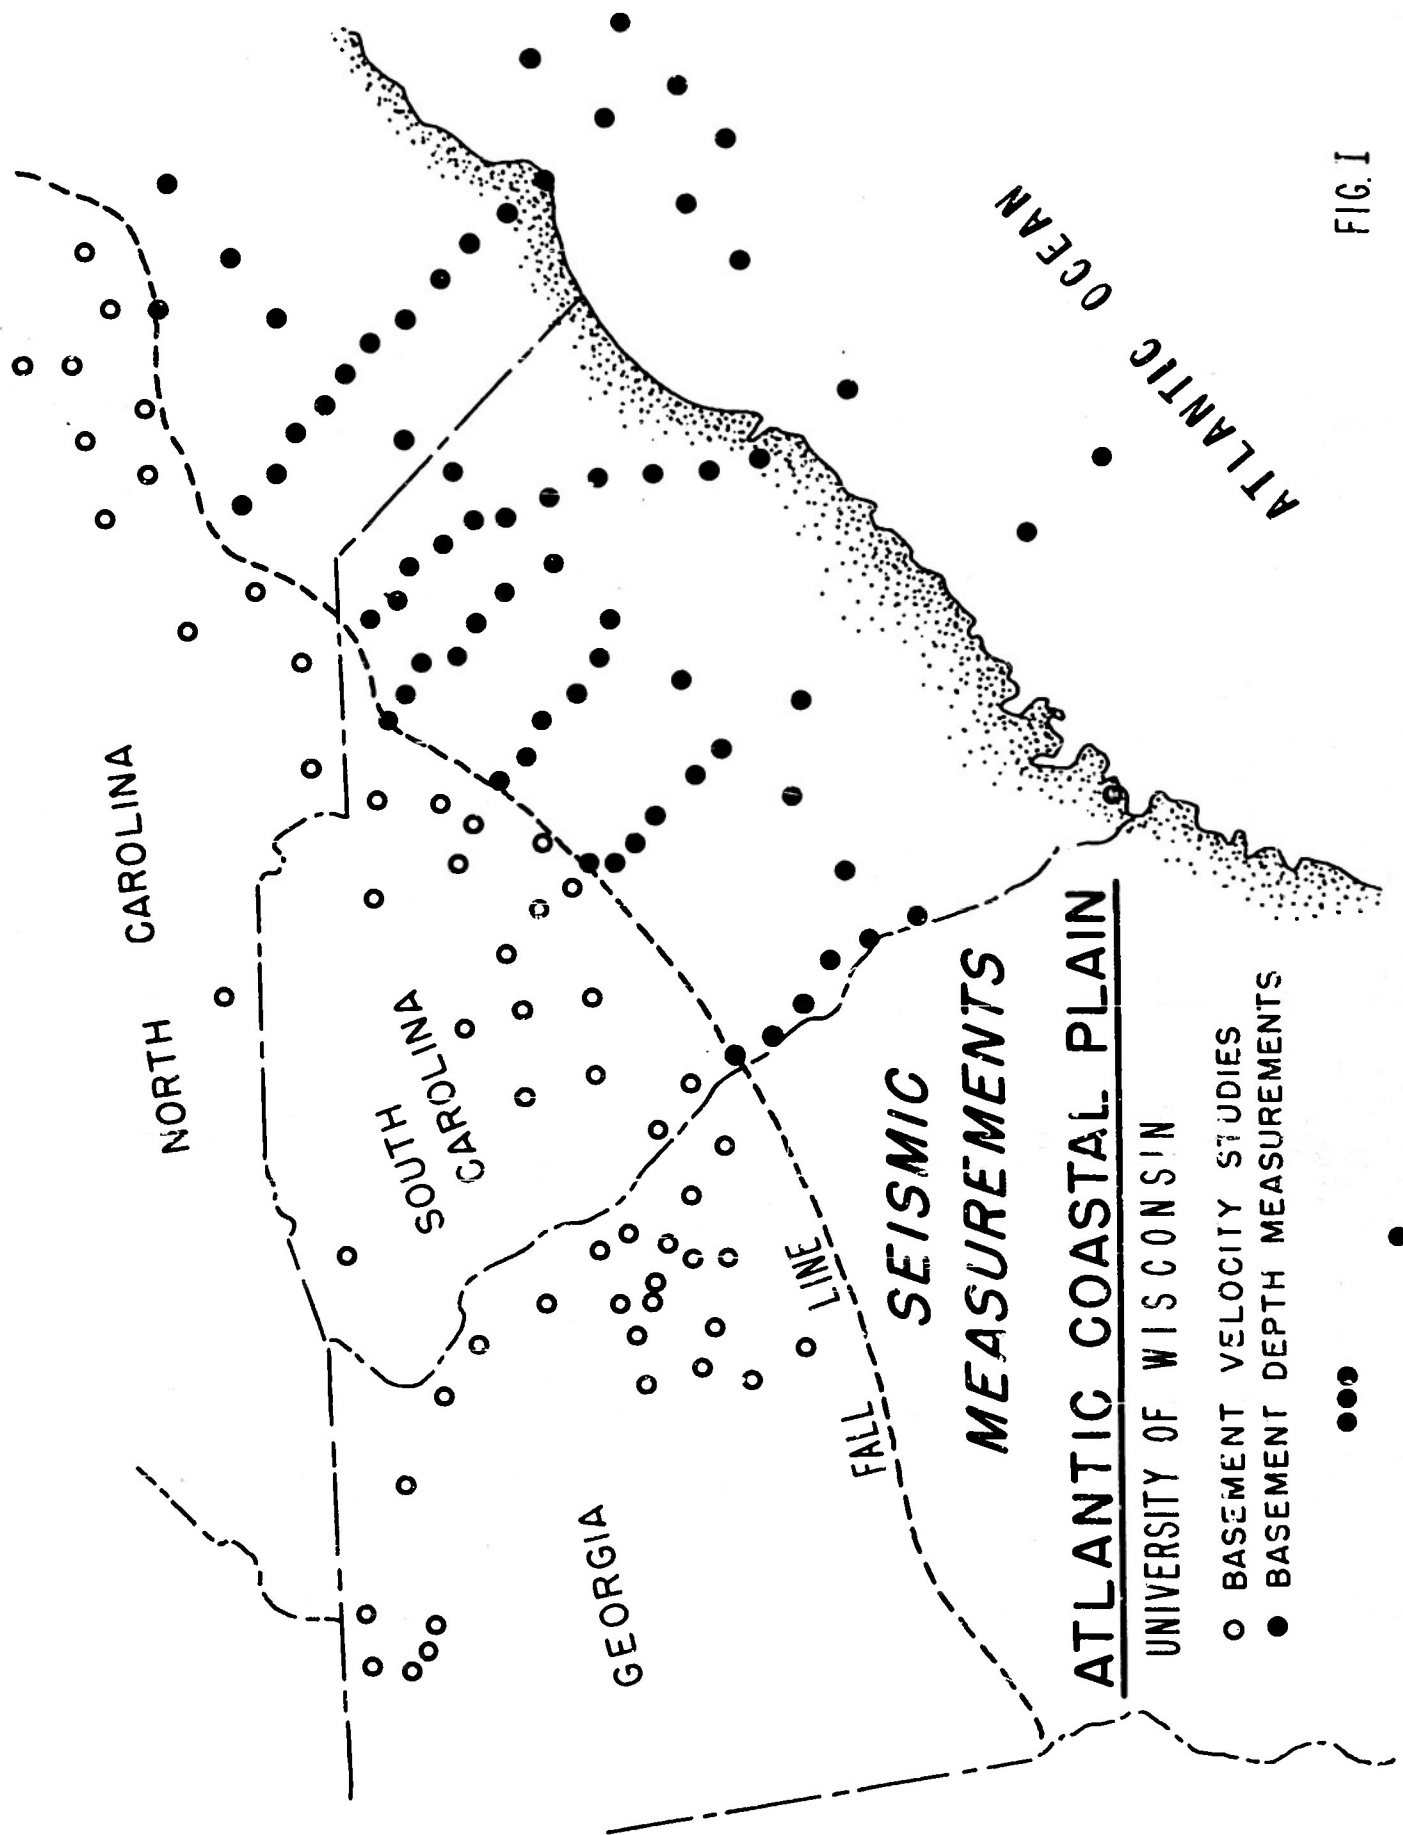 NORTH CAROLINA
SOUTH
CAROLINA
GEORGIA
FALL LINE
ATLANTIC OCEAN
SEISMIC
MEASUREMENTS
ATLANTIC COASTAL PLAIN
UNIVERSITY OF WISCONSIN
BASEMENT VELOCITY STUDIES
BASEMENT DEPTH MEASUREMENTS
FIG. I